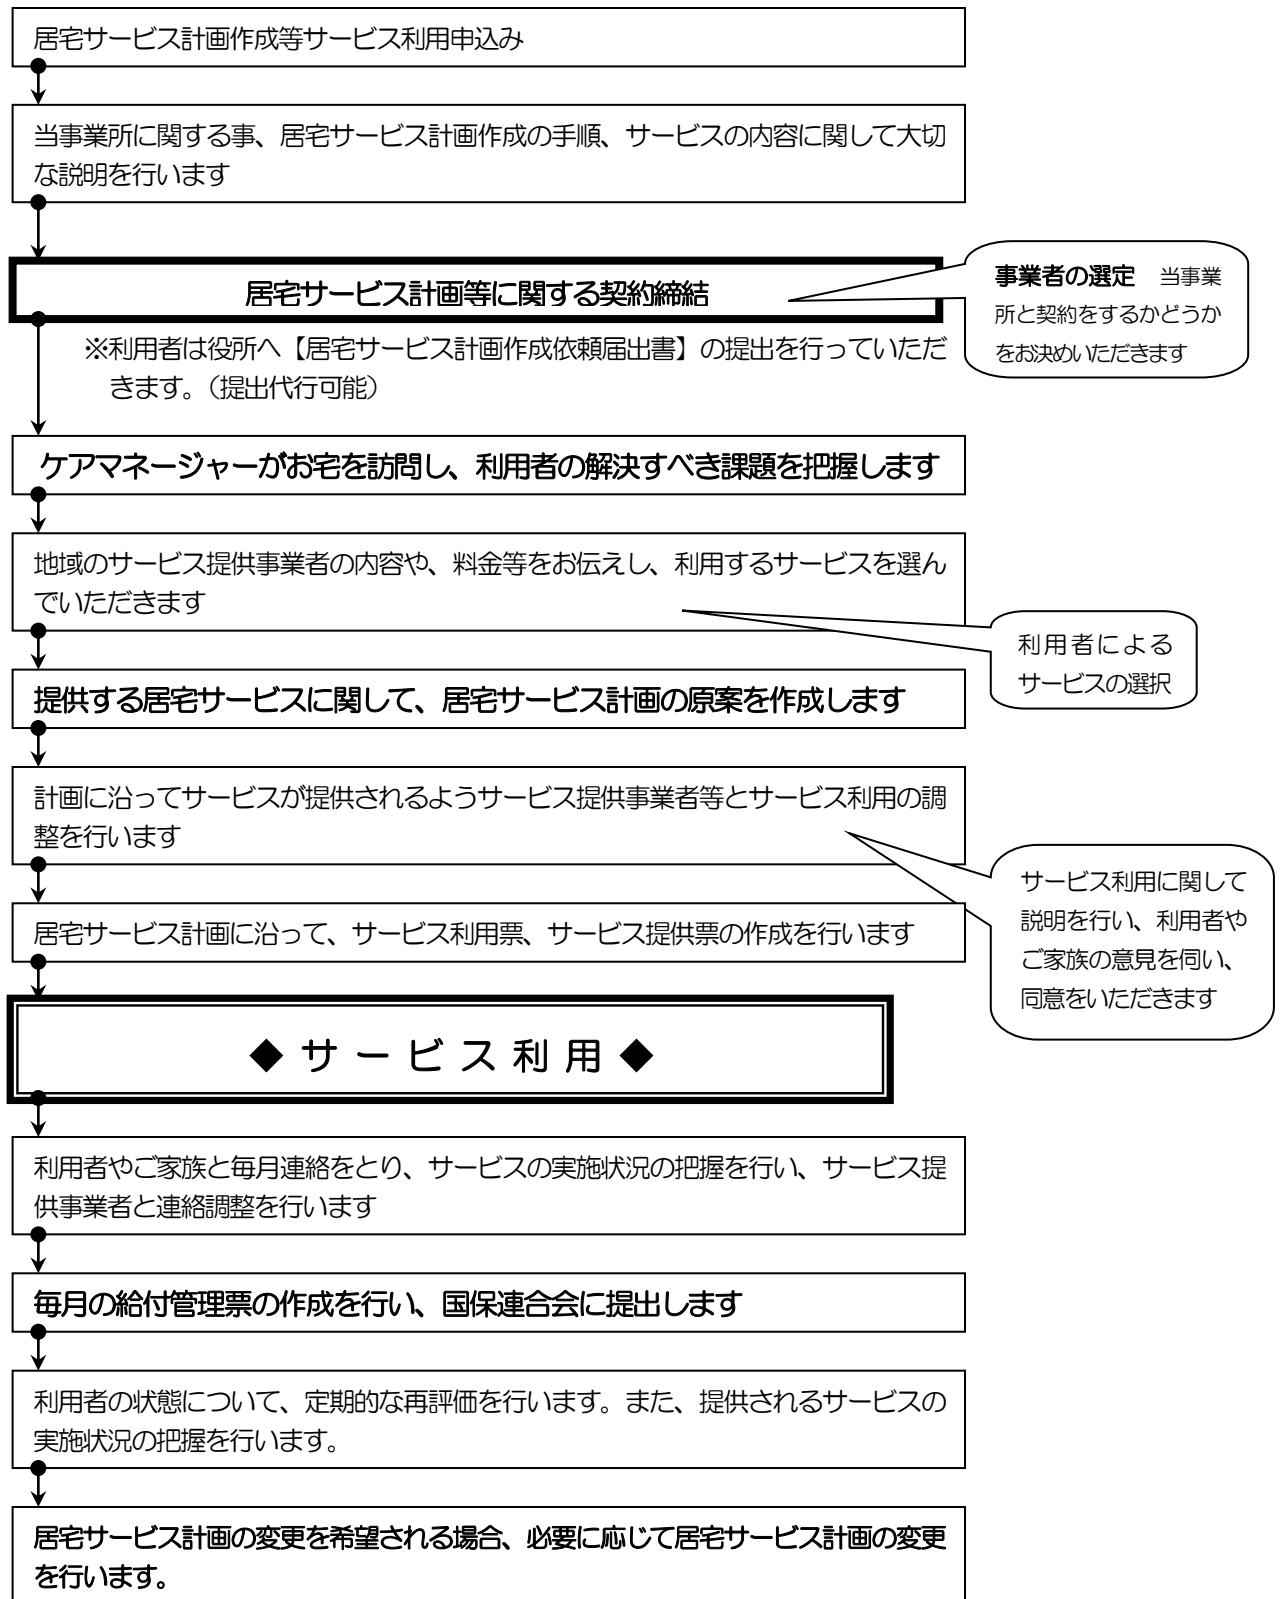 居宅サービス計画作成等サービス利用申込み
当事業所に関する事、居宅サービス計画作成の手順、サービスの内容に関して大切
な説明を行います
居宅サービス計画等に関する契約締結
事業者の選定　当事業
所と契約をするかどうか
をお決めいただきます
※利用者は役所へ【居宅サービス計画作成依頼届出書】の提出を行っていただ
きます。（提出代行可能）
ケアマネージャーがお宅を訪問し、利用者の解決すべき課題を把握します
地域のサービス提供事業者の内容や、料金等をお伝えし、利用するサービスを選ん
でいただきます
利用者による
サービスの選択
提供する居宅サービスに関して、居宅サービス計画の原案を作成します
計画に沿ってサービスが提供されるようサービス提供事業者等とサービス利用の調
整を行います
サービス利用に関して
説明を行い、利用者や
ご家族の意見を伺い、
同意をいただきます
居宅サービス計画に沿って、サービス利用票、サービス提供票の作成を行います
◆ サ ー ビ ス 利 用 ◆
利用者やご家族と毎月連絡をとり、サービスの実施状況の把握を行い、サービス提
供事業者と連絡調整を行います
毎月の給付管理票の作成を行い、国保連合会に提出します
利用者の状態について、定期的な再評価を行います。また、提供されるサービスの
実施状況の把握を行います。
居宅サービス計画の変更を希望される場合、必要に応じて居宅サービス計画の変更
を行います。